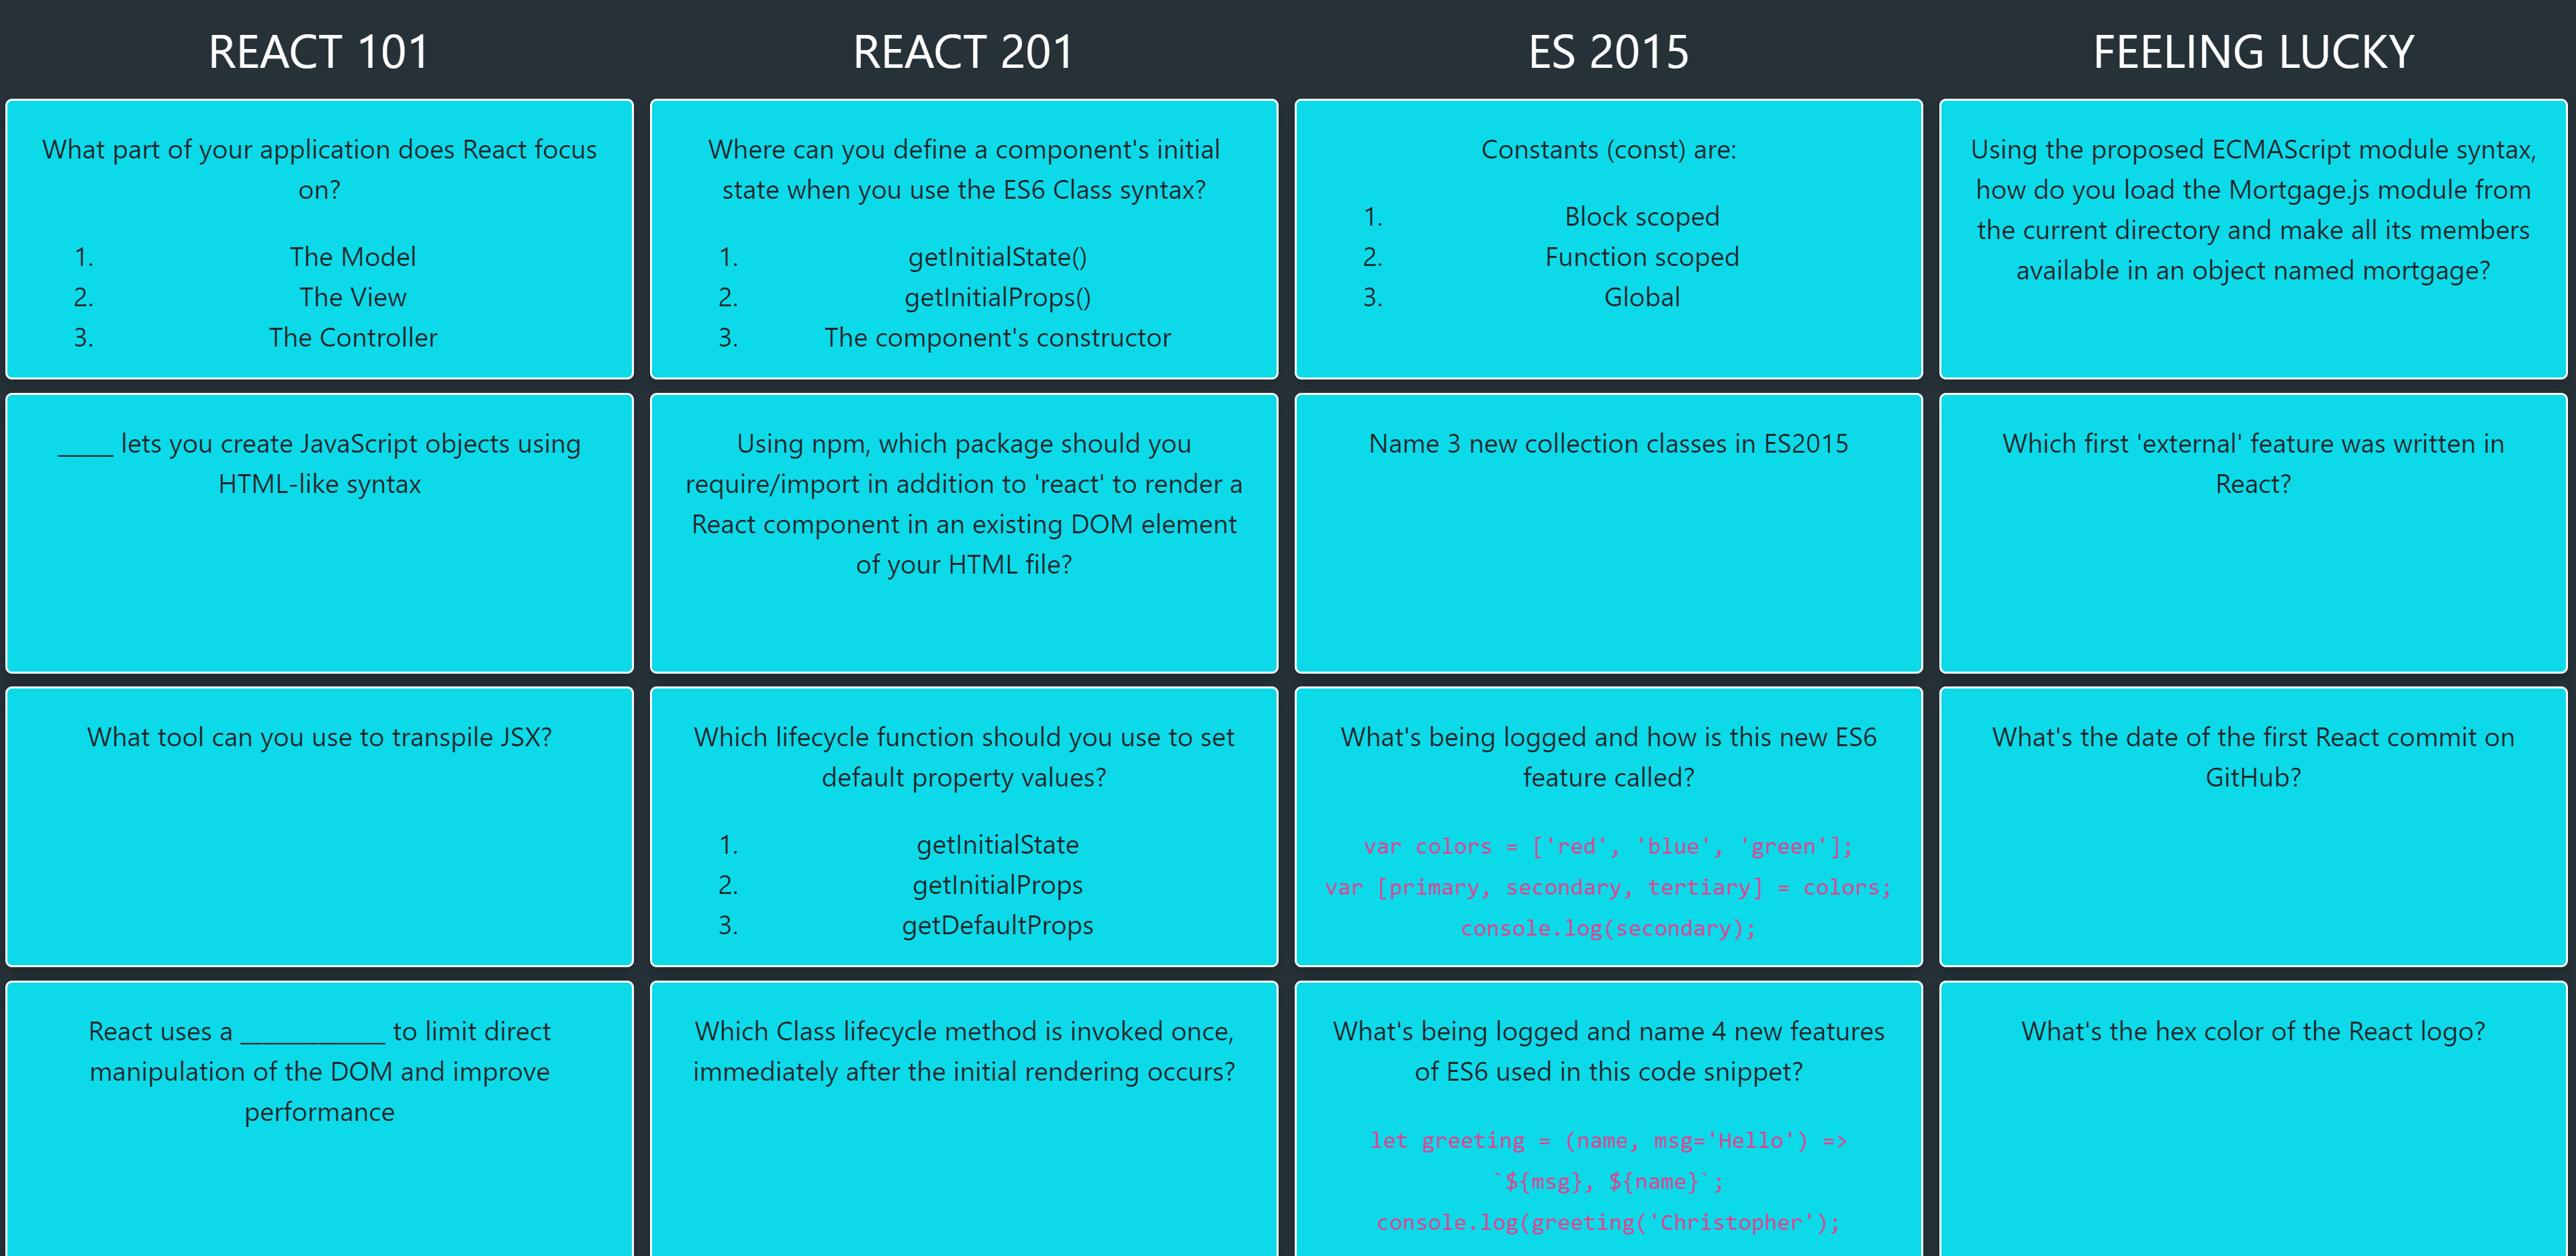 REACT 101
What part of your application does React focus
on?
1. The Model
2. The View
3. The Controller
_____ lets you create JavaScript objects using
HTML-like syntax
What tool can you use to transpile JSX?
React uses a _____________ to limit direct
manipulation of the DOM and improve
performance
REACT 201
Where can you define a component's initial
state when you use the ES6 Class syntax?
1. getInitialState()
2. getInitialProps()
3. The component's constructor
Using npm, which package should you
require/import in addition to 'react' to render a
React component in an existing DOM element
of your HTML file?
Which lifecycle function should you use to set
default property values?
1. getInitialState
2. getInitialProps
3. getDefaultProps
Which Class lifecycle method is invoked once,
immediately after the initial rendering occurs?
ES 2015
Constants (const) are:
1. Block scoped
2. Function scoped
3. Global
Name 3 new collection classes in ES2015
What's being logged and how is this new ES6
feature called?
var colors = ['red', 'blue', 'green'];
var [primary, secondary, tertiary] = colors;
console.log(secondary);
What's being logged and name 4 new features
of ES6 used in this code snippet?
let greeting = (name, msg='Hello') =>
`${msg}, ${name}`;
console.log(greeting('Christopher');
FEELING LUCKY
Using the proposed ECMAScript module syntax,
how do you load the Mortgage.js module from
the current directory and make all its members
available in an object named mortgage?
Which first 'external' feature was written in
React?
What's the date of the first React commit on
GitHub?
What's the hex color of the React logo?